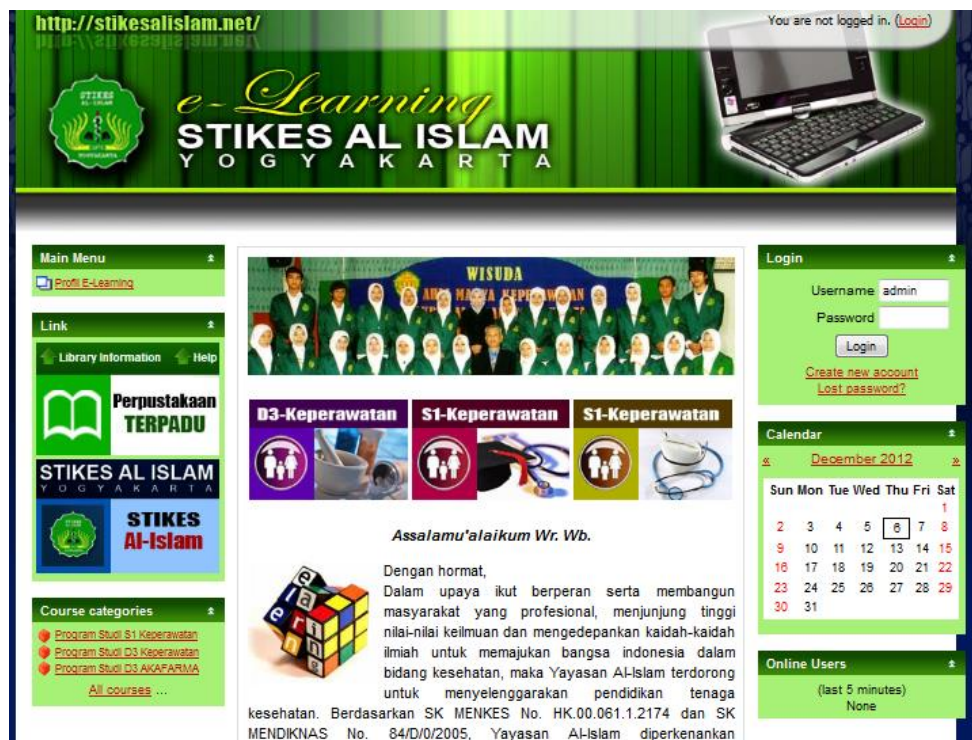 http://stikesalislam.net/
You are not logged in. (Login)
STIKES
AL-ISLAM
YOGYAKARTA
e-Learning
STIKES AL ISLAM
YOGYAKARTA
Main Menu
Profil E-Learning
Link
Library Information Help
Perpustakaan
TERPADU
STIKES AL ISLAM
YOGYAKARTA
STIKES
Al-Islam
Course categories
Program Studi S1 Keperawatan
Program Studi D3 Keperawatan
Program Studi D3 AKAFARMA
All courses ...
WISUDA
D3-Keperawatan S1-Keperawatan S1-Keperawatan
Assalamu'alaikum Wr. Wb.
elearning
Dengan hormat,
Dalam upaya ikut berperan serta membangun
masyarakat yang profesional, menjunjung tinggi
nilai-nilai keilmuan dan mengedepankan kaidah-kaidah
ilmiah untuk memajukan bangsa indonesia dalam
bidang kesehatan, maka Yayasan Al-Islam terdorong
untuk menyelenggarakan pendidikan tenaga
kesehatan. Berdasarkan SK MENKES No. HK.00.061.1.2174 dan SK
MENDIKNAS No. 84/D/0/2005, Yayasan Al-Islam diperkenankan
Login
Username admin
Password
Login
Create new account
Lost password?
Calendar
« December 2012 »
Sun Mon Tue Wed Thu Fri Sat
1
2 3 4 5 6 7 8
9 10 11 12 13 14 15
16 17 18 19 20 21 22
23 24 25 26 27 28 29
30 31
Online Users
(last 5 minutes)
None